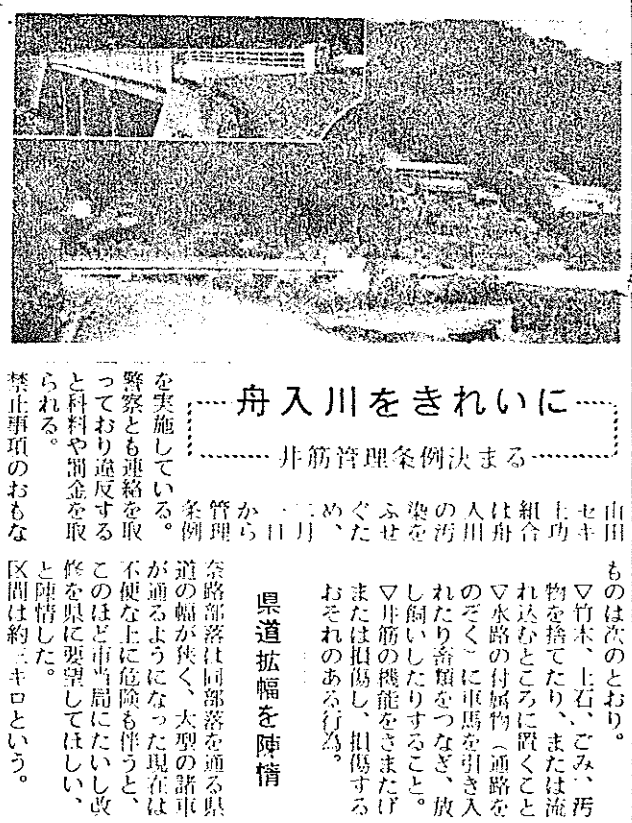 舟入川をきれいに
井筋管理条例決まる
山田
セキ
土功
組合
は舟
入川
の汚
染を
ふせ
ぐた
め、
二月
一日
から
管理
条例
を実施している。
警察とも連絡を取
っており違反する
と科料や罰金を取
られる。
禁止事項のおもな
ものは次のとおり。
▽竹木、土石、ごみ、汚
物を捨てたり、または流
れ込むところに置くこと
▽水路の付属物（通路を
のぞく）に車馬を引き入
れたり畜類をつなぎ、放
し飼いしたりすること。
▽井筋の機能をさまたげ
または損傷し、損傷する
おそれのある行為。
県道拡幅を陳情
奈路部落は同部落を通る県
道の幅が狭く、大型の諸車
が通るようになった現在は
不便な上に危険も伴うと、
このほど市当局にたいし改
修を県に要望してほしい、
と陳情した。
区間は約三キロという。